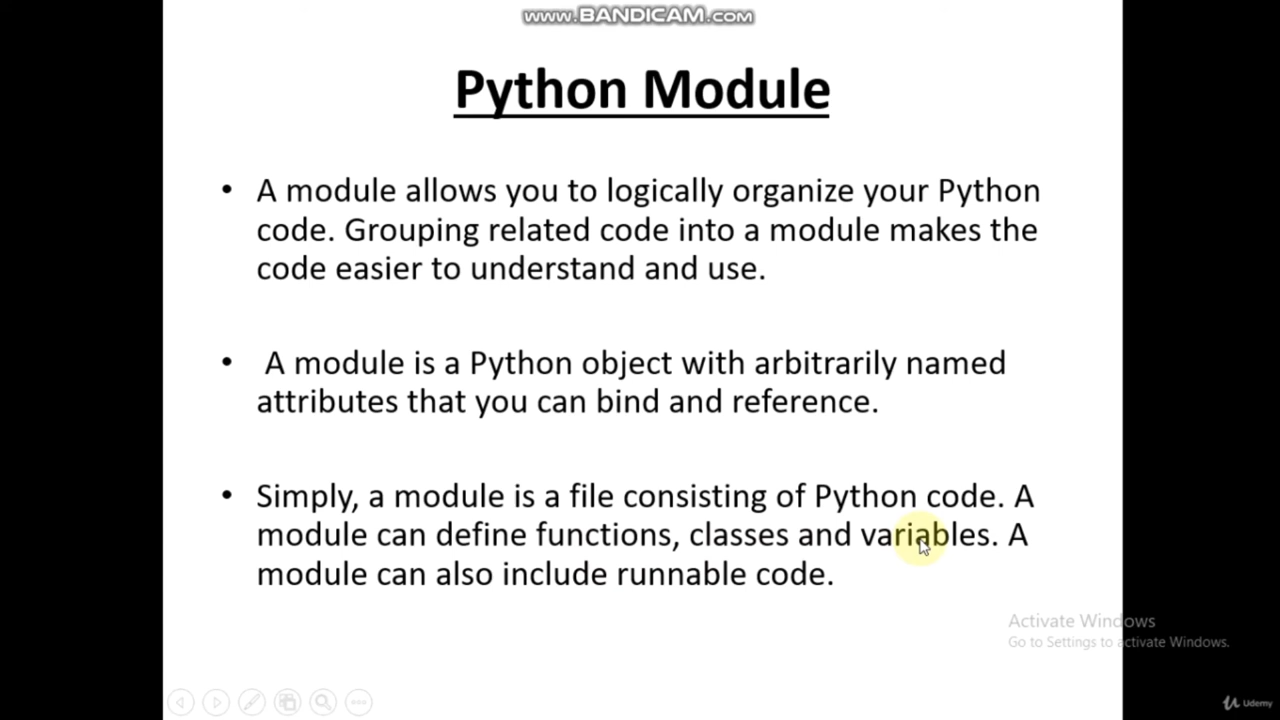 www.BANDICAM.com
Python Module
• A module allows you to logically organize your Python
code. Grouping related code into a module makes the
code easier to understand and use.
• A module is a Python object with arbitrarily named
attributes that you can bind and reference.
• Simply, a module is a file consisting of Python code. A
module can define functions, classes and variables. A
module can also include runnable code.
Activate Windows
Go to Settings to activate Windows.
Udemy